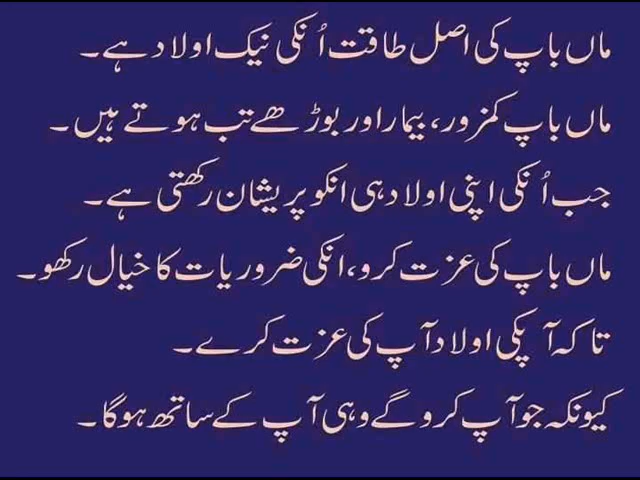 ماں باپ کی اصل طاقت اُنکی نیک اولاد ہے۔
ماں باپ کمزور، بیمار اور بوڑھے تب ہوتے ہیں۔
جب اُنکی اپنی اولاد ہی انکو پریشان رکھتی ہے۔
ماں باپ کی عزت کرو، انکی ضروریات کا خیال رکھو۔
تاکہ آپکی اولاد آپ کی عزت کرے۔
کیونکہ جو آپ کرو گے وہی آپ کے ساتھ ہوگا۔